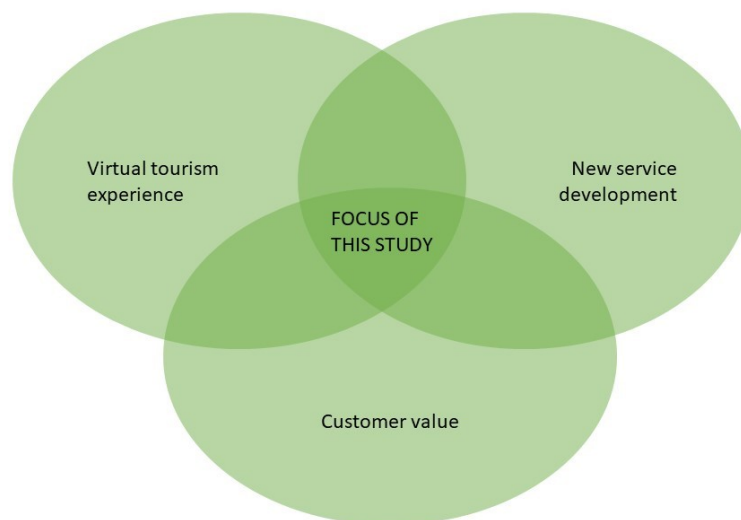 Virtual tourism
experience
New service
development
FOCUS OF
THIS STUDY
Customer value